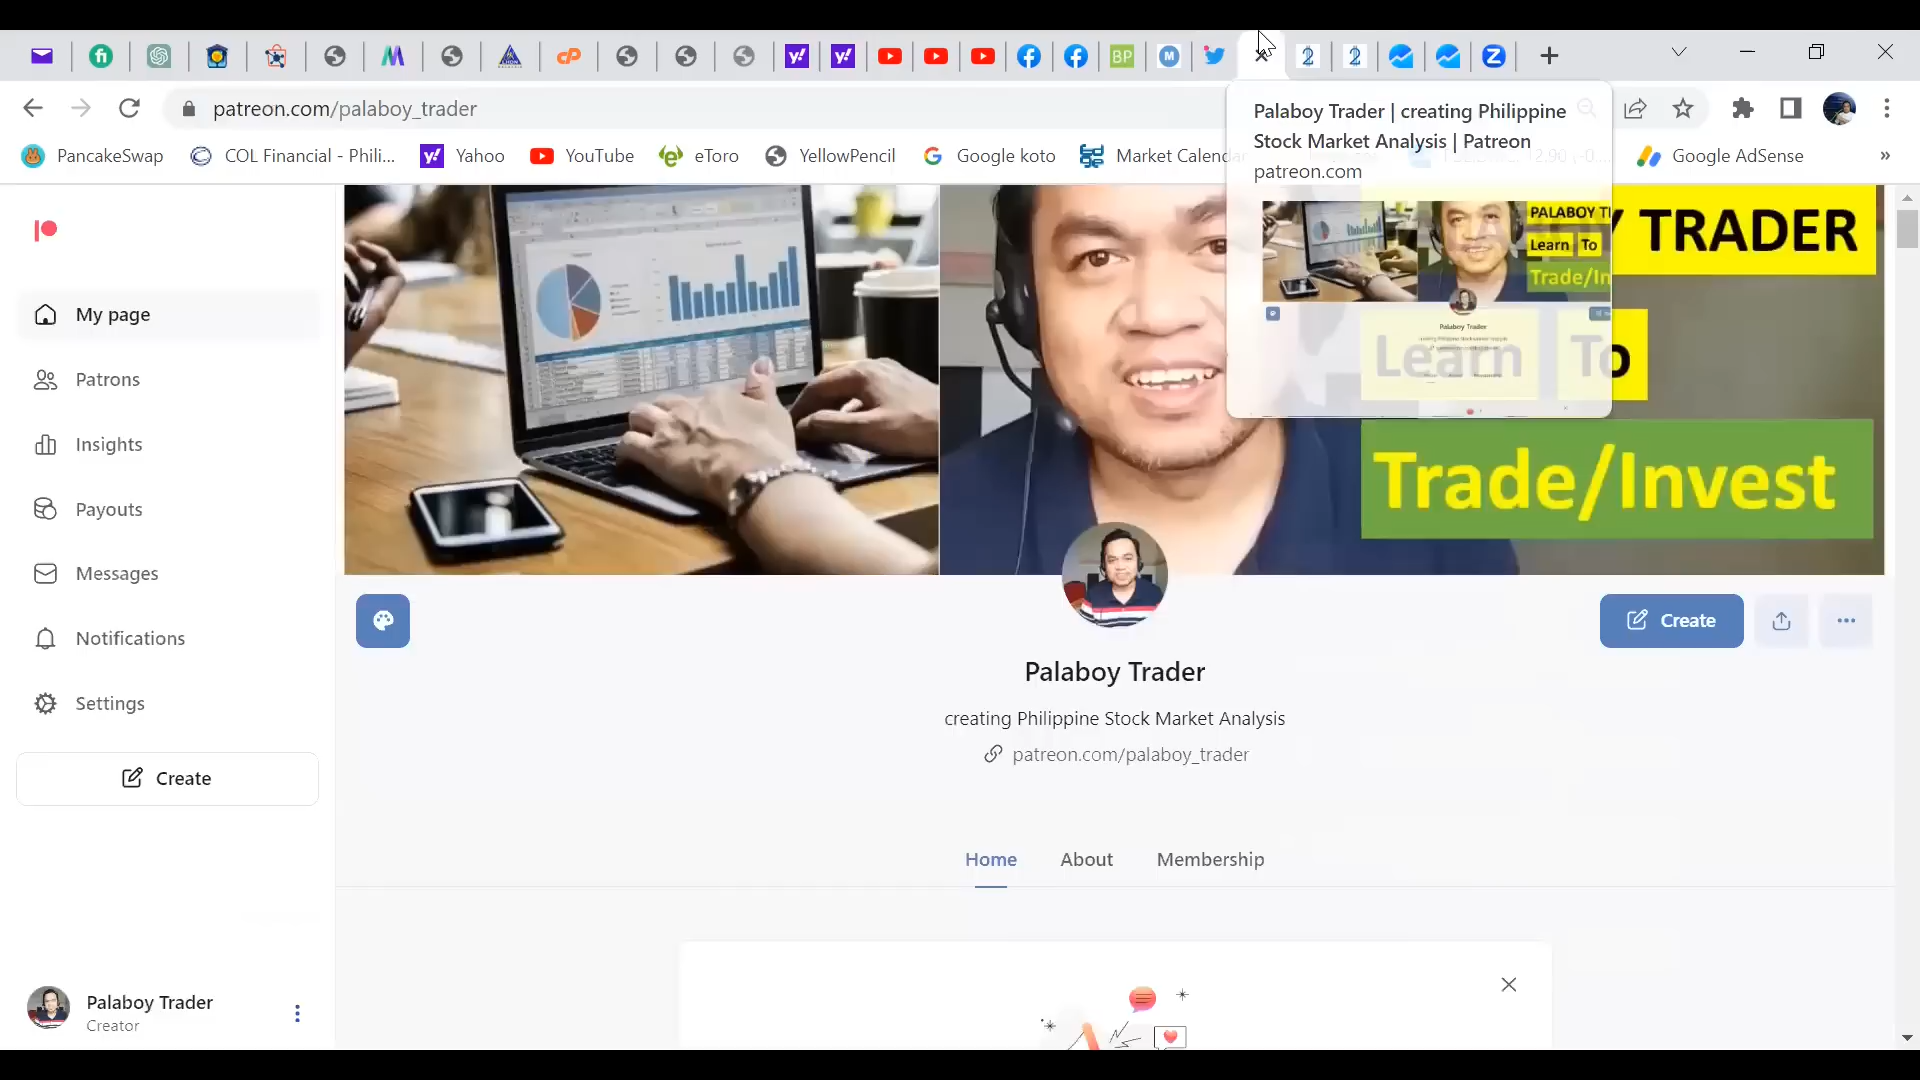 patreon.com/palaboy_trader
Palaboy Trader | creating Philippine
Stock Market Analysis | Patreon
patreon.com
PancakeSwap
COL Financial - Phili...
Yahoo
YouTube
eToro
YellowPencil
Google koto
Market Calenda
Google AdSense
»
PALABOY T
Learn To
Trade/In
Y TRADER
Learn To
Trade/Invest
My page
Patrons
Insights
Payouts
Messages
Notifications
Settings
Create
Create
Palaboy Trader
creating Philippine Stock Market Analysis
patreon.com/palaboy_trader
Home
About
Membership
Palaboy Trader
Creator